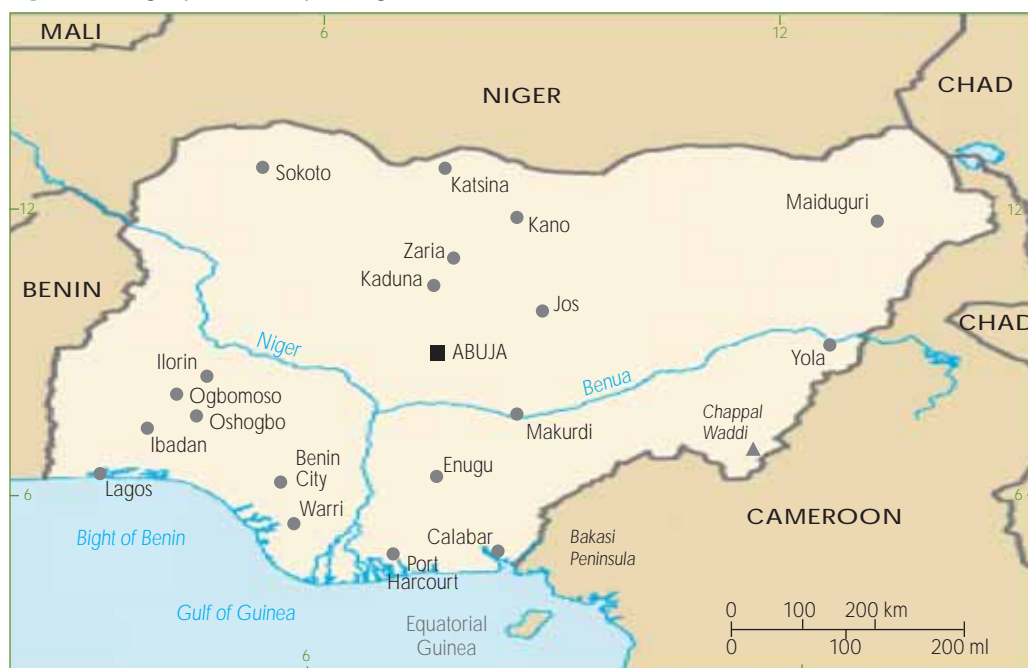 6
12
MALI
NIGER
CHAD
Sokoto
Katsina
Maiduguri
12
12
Kano
Zaria
Kaduna
BENIN
Jos
CHAD
Niger
ABUJA
Yola
Ilorin
Benua
Ogbomoso
Oshogbo
Makurdi
Chappal
Waddi
Ibadan
Enugu
Benin
City
Lagos
6
6
Warri
CAMEROON
Bight of Benin
Calabar
Bakasi
Peninsula
Port
Harcourt
Gulf of Guinea
Equatorial
Guinea
0 100 200 km
0 100 200 ml
6